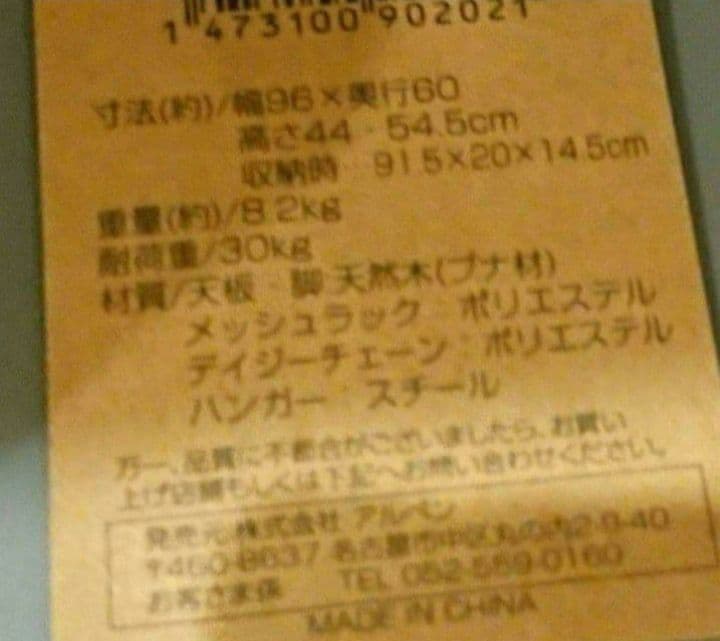 1 473100 902021
寸法(約)/幅96×奥行60
高さ44・54.5cm
収納時 91.5×20×14.5cm
重量(約)/8.2kg
耐荷重/30kg
材質/天板・脚 天然木(ブナ材)
メッシュラック ポリエステル
デイジーチェーン ポリエステル
ハンガー スチール
万一、品質に不都合がございましたら、お買い
上げ店舗もしくは下記へお問い合わせください。
発売元 株式会社 アルペン
〒460-8637 名古屋市中区丸の内2-9-40
お客さま係 TEL 052-559-0160
MADE IN CHINA